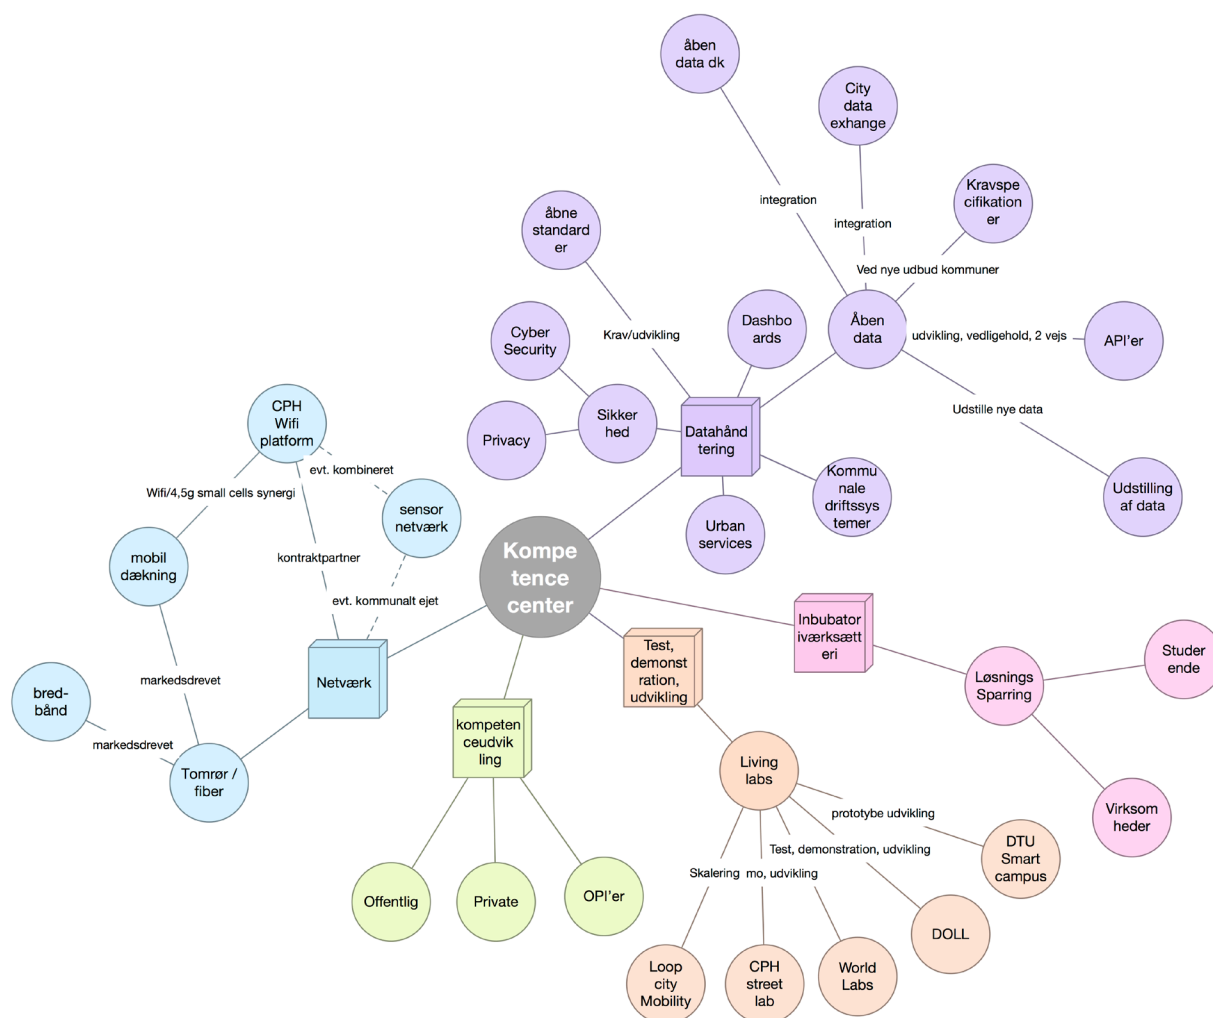 åben
data dk
City
data
exhange
Kravspe
cifikation
er
integration
integration
Ved nye udbud kommuner
åbne
standard
er
Krav/udvikling
Dashbo
ards
Åben
data
udvikling, vedligehold, 2 vejs
API'er
Udstille nye data
Cyber
Security
Sikker
hed
Privacy
Datahånd
tering
Kommu
nale
driftssys
temer
Urban
services
Udstilling
af data
CPH
Wifi
platform
evt. kombineret
Wifi/4,5g small cells synergi
sensor
netværk
mobil
dækning
kontraktpartner
evt. kommunalt ejet
Kompe
tence
center
Netværk
markedsdrevet
bred-
bånd
markedsdrevet
Tomrør /
fiber
kompeten
ceudvik
ling
Offentlig
Private
OPI'er
Test,
demonst
ration,
udvikling
Inbubator
iværksætt
eri
Løsnings
Sparring
Studer
ende
Virksom
heder
Living
labs
prototybe udvikling
Test, demonstration, udvikling
Skalering
mo, udvikling
DTU
Smart
campus
DOLL
World
Labs
CPH
street
lab
Loop
city
Mobility